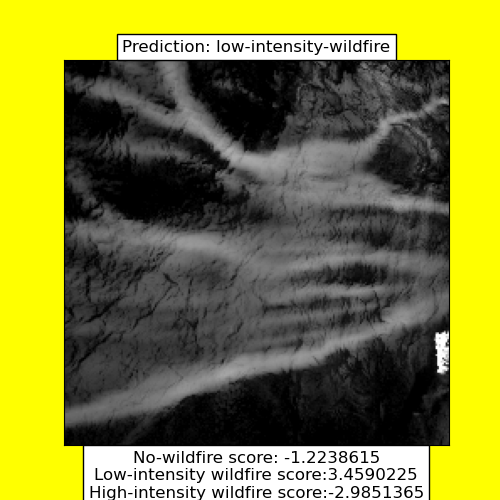 Prediction: low-intensity-wildfire
No-wildfire score: -1.2238615
Low-intensity wildfire score:3.4590225
High-intensity wildfire score:-2.9851365